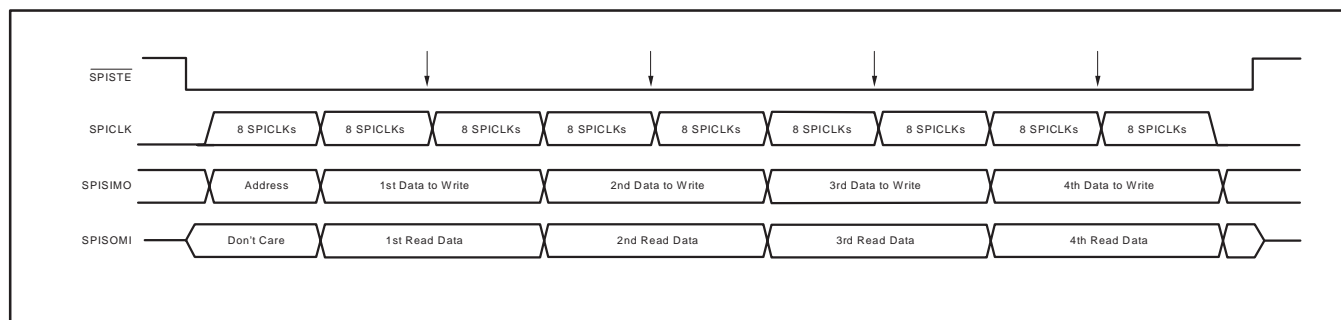 SPISTE
SPICLK 8 SPICLKs 8 SPICLKs 8 SPICLKs 8 SPICLKs 8 SPICLKs 8 SPICLKs 8 SPICLKs 8 SPICLKs 8 SPICLKs
SPISIMO Address 1st Data to Write 2nd Data to Write 3rd Data to Write 4th Data to Write
SPISOMI Don't Care 1st Read Data 2nd Read Data 3rd Read Data 4th Read Data